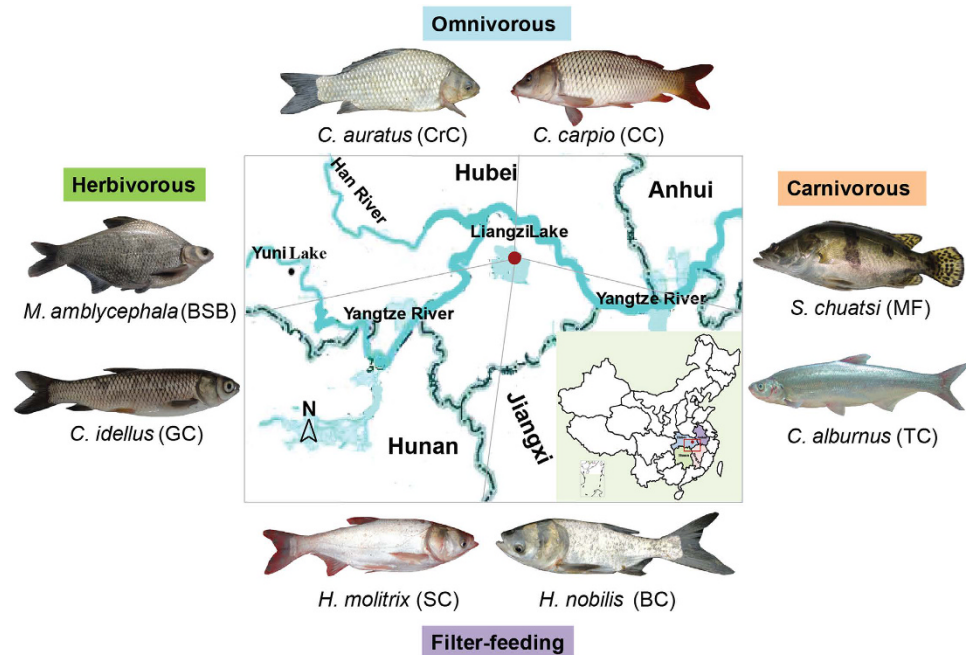 Omnivorous
C. auratus (CrC)
C. carpio (CC)
Herbivorous
Carnivorous
M. amblycephala (BSB)
S. chuatsi (MF)
C. idellus (GC)
C. alburnus (TC)
Han River
Hubei
Anhui
LiangziLake
Yuni Lake
Yangtze River
Yangtze River
N
Hunan
Jiangxi
H. molitrix (SC)
H. nobilis (BC)
Filter-feeding